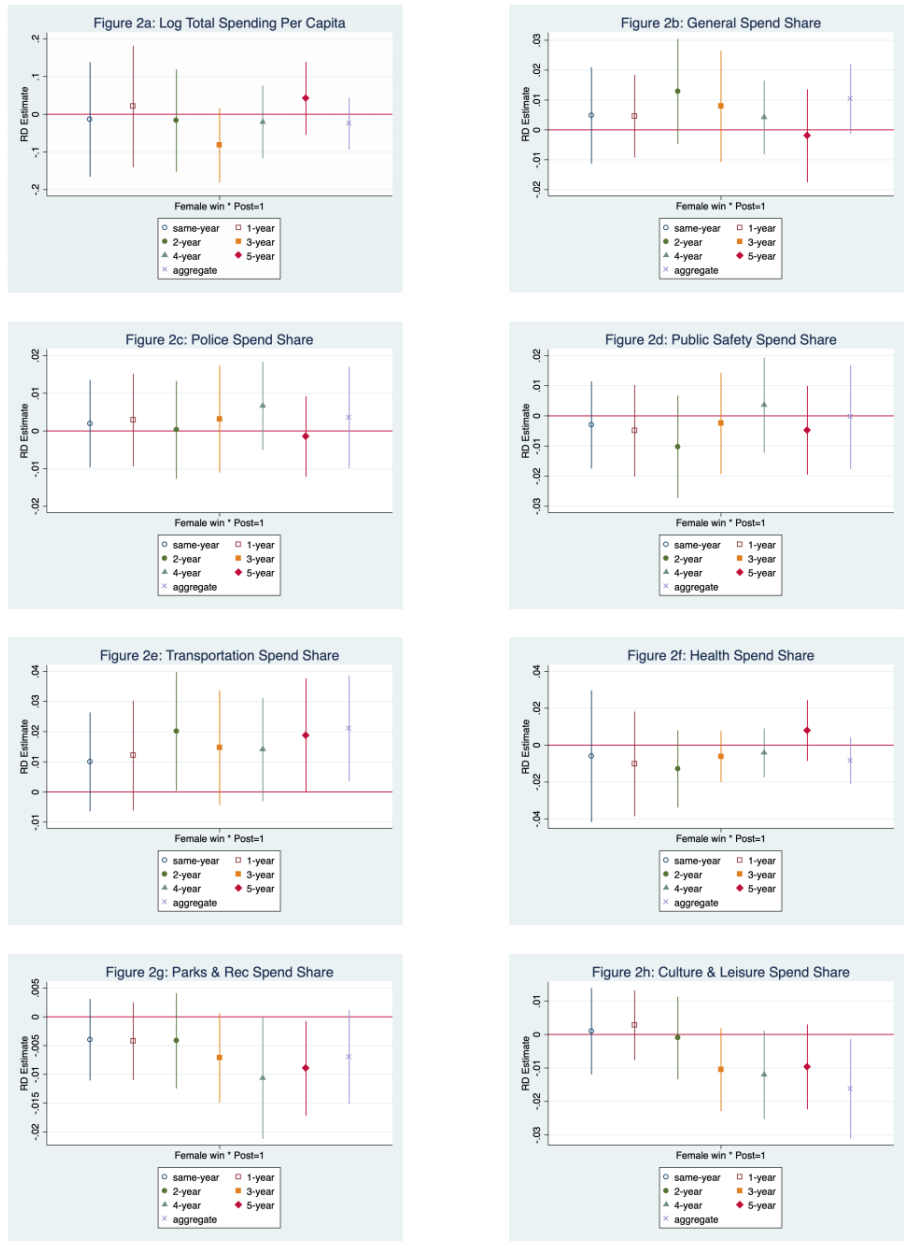 Figure 2a: Log Total Spending Per Capita
RD Estimate
.2
.1
0
-.1
-.2
Female win * Post=1
same-year 1-year
2-year 3-year
4-year 5-year
aggregate
Figure 2b: General Spend Share
RD Estimate
.03
.02
.01
0
-.01
-.02
Female win * Post=1
same-year 1-year
2-year 3-year
4-year 5-year
aggregate
Figure 2c: Police Spend Share
RD Estimate
.02
.01
0
-.01
-.02
Female win * Post=1
same-year 1-year
2-year 3-year
4-year 5-year
aggregate
Figure 2d: Public Safety Spend Share
RD Estimate
.02
.01
0
-.01
-.02
-.03
Female win * Post=1
same-year 1-year
2-year 3-year
4-year 5-year
aggregate
Figure 2e: Transportation Spend Share
RD Estimate
.04
.03
.02
.01
0
-.01
Female win * Post=1
same-year 1-year
2-year 3-year
4-year 5-year
aggregate
Figure 2f: Health Spend Share
RD Estimate
.04
.02
0
-.02
-.04
Female win * Post=1
same-year 1-year
2-year 3-year
4-year 5-year
aggregate
Figure 2g: Parks & Rec Spend Share
RD Estimate
.005
0
-.005
-.01
-.015
-.02
Female win * Post=1
same-year 1-year
2-year 3-year
4-year 5-year
aggregate
Figure 2h: Culture & Leisure Spend Share
RD Estimate
.01
0
-.01
-.02
-.03
Female win * Post=1
same-year 1-year
2-year 3-year
4-year 5-year
aggregate